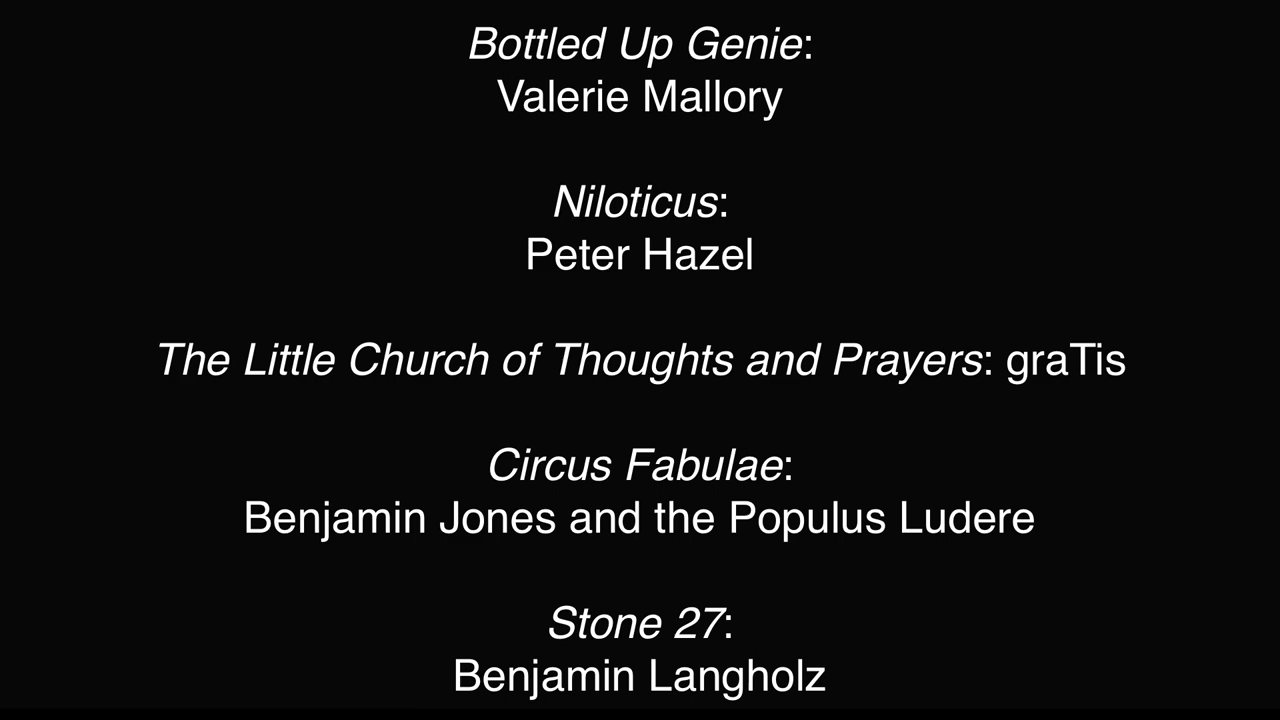 Bottled Up Genie:
Valerie Mallory
Niloticus:
Peter Hazel
The Little Church of Thoughts and Prayers: graTis
Circus Fabulae:
Benjamin Jones and the Populus Ludere
Stone 27:
Benjamin Langholz